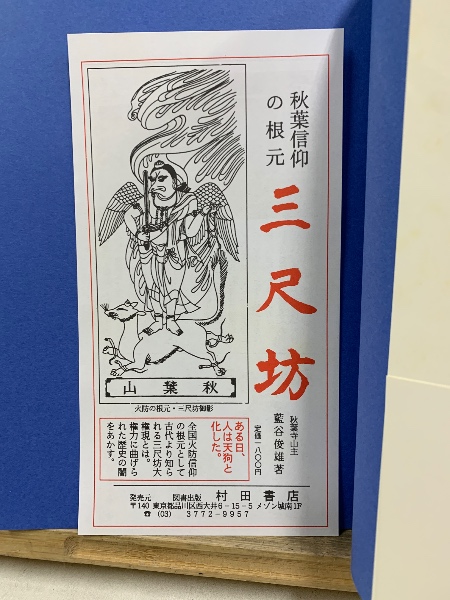 秋葉信仰
の根元
三尺坊
秋葉寺山主
藍谷俊雄著
定価一八〇〇円
山葉秋
火防の根元・三尺坊御影
ある日、
人は天狗と
化した。
全国火防信仰
の根元として
古代より知ら
れる三尺坊大
権現とは。
権力に曲げら
れた歴史の闇
をあかす。
発売元 図書出版 村田書店
〒140 東京都品川区西大井6－15－5 メゾン城南1F
☎ (03) 3772－9957